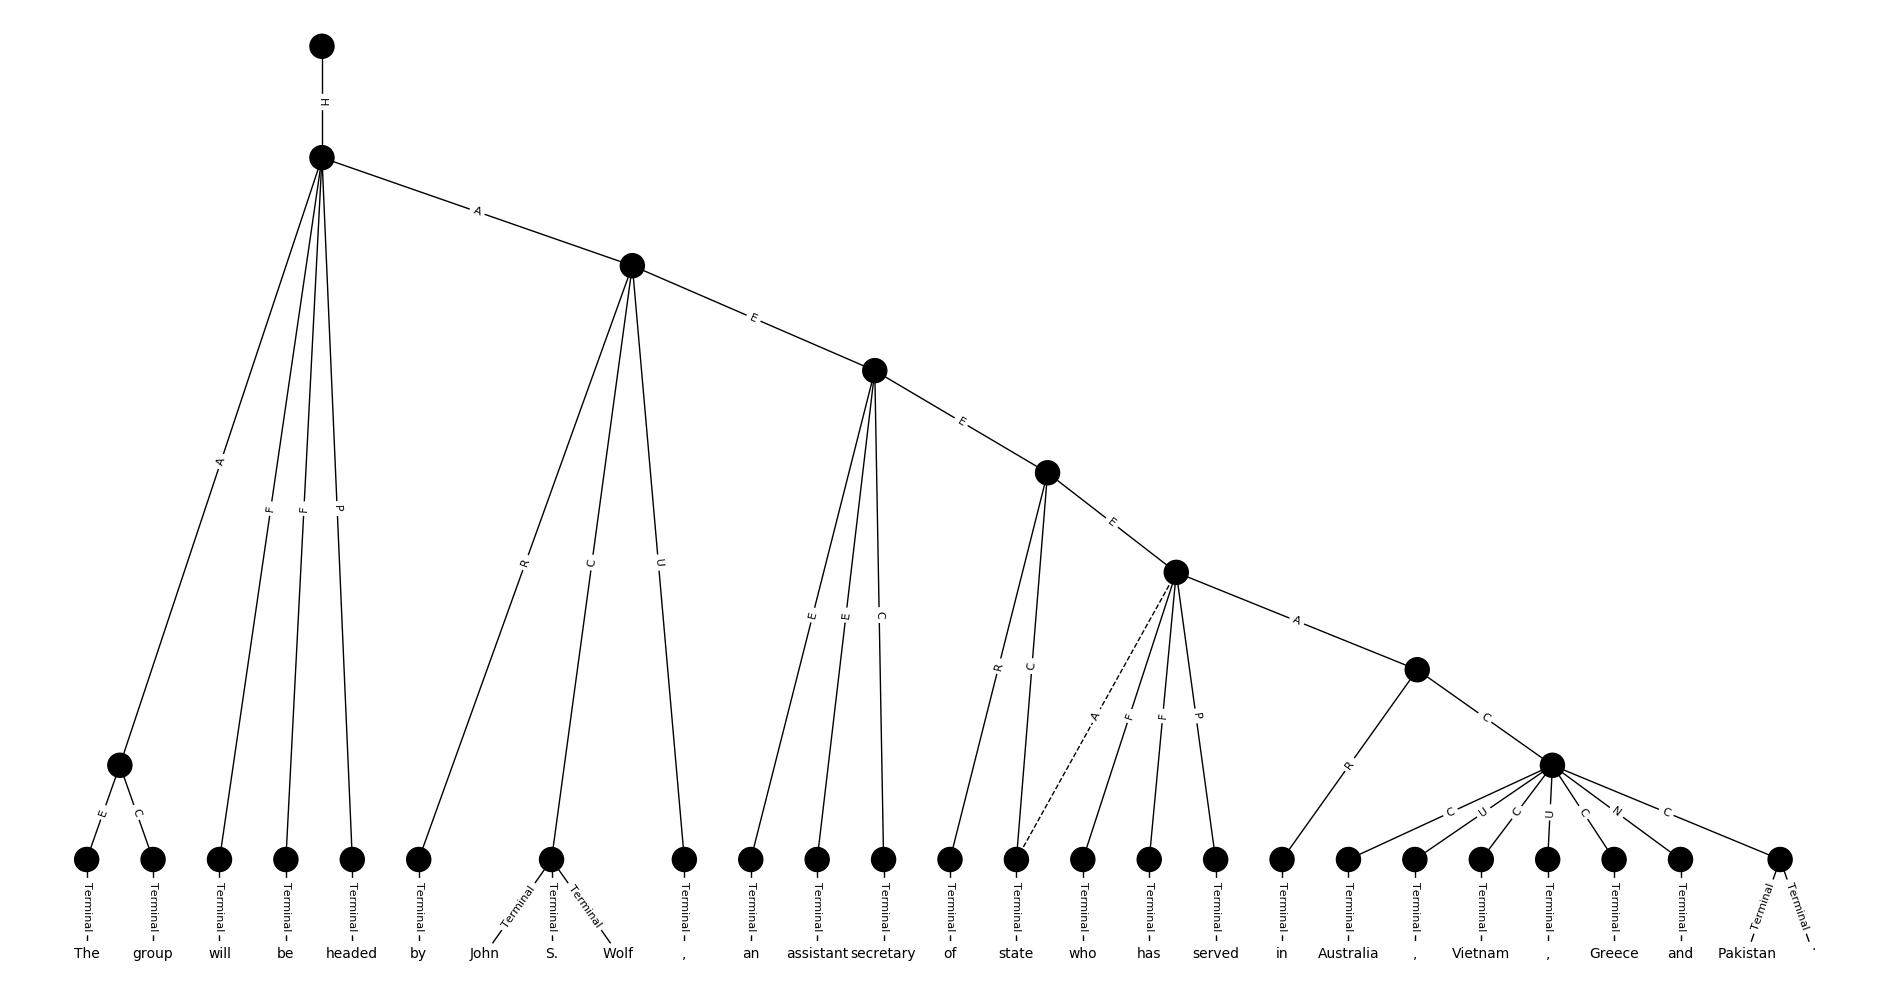 H
A
E
A
E
F
F
P
R
C
U
E
E
E
C
E
R
C
A
A
F
F
P
C
R
E
C
C
U
C
U
C
N
C
Terminal Terminal Terminal Terminal Terminal Terminal Terminal Terminal Terminal Terminal Terminal Terminal Terminal Terminal Terminal Terminal Terminal Terminal Terminal Terminal Terminal Terminal Terminal Terminal Terminal Terminal Terminal
The group will be headed by John S. Wolf , an assistant secretary of state who has served in Australia , Vietnam , Greece and Pakistan .